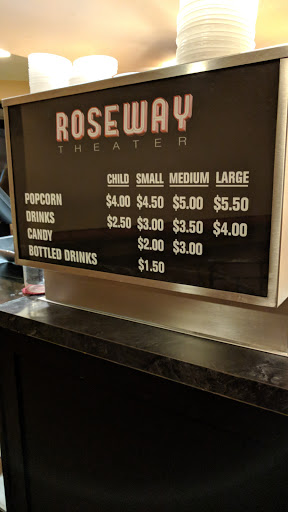 ROSEWAY
THEATER
CHILD SMALL MEDIUM LARGE
POPCORN $4.00 $4.50 $5.00 $5.50
DRINKS $2.50 $3.00 $3.50 $4.00
CANDY $2.00 $3.00
BOTTLED DRINKS $1.50